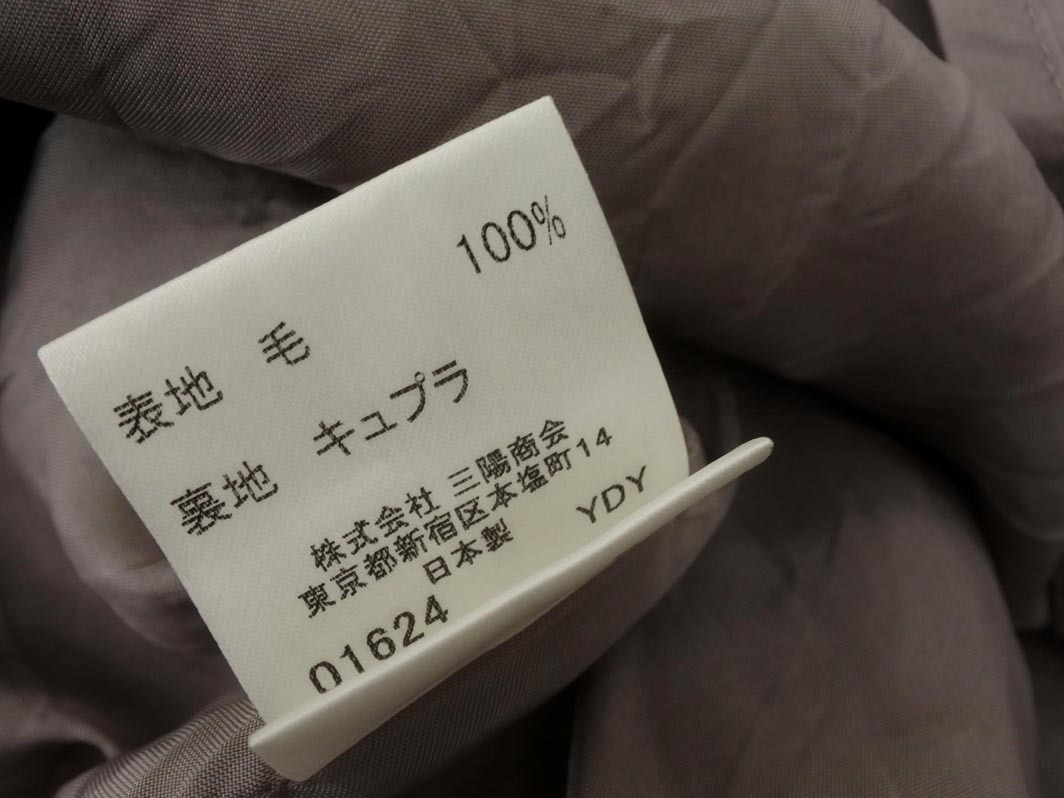 表地 毛 100%
裏地 キュプラ
株式会社 三陽商会
東京都新宿区本塩町14
日本製 YDY
01624